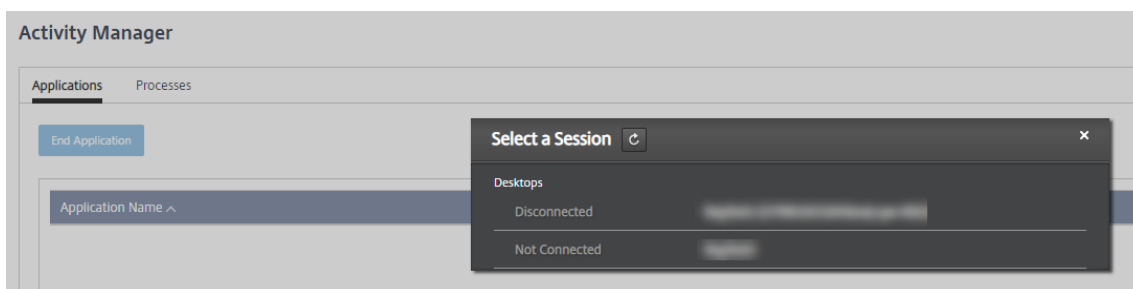 Activity Manager
Applications Processes
End Application
Select a Session
Application Name
Desktops
Disconnected
Not Connected